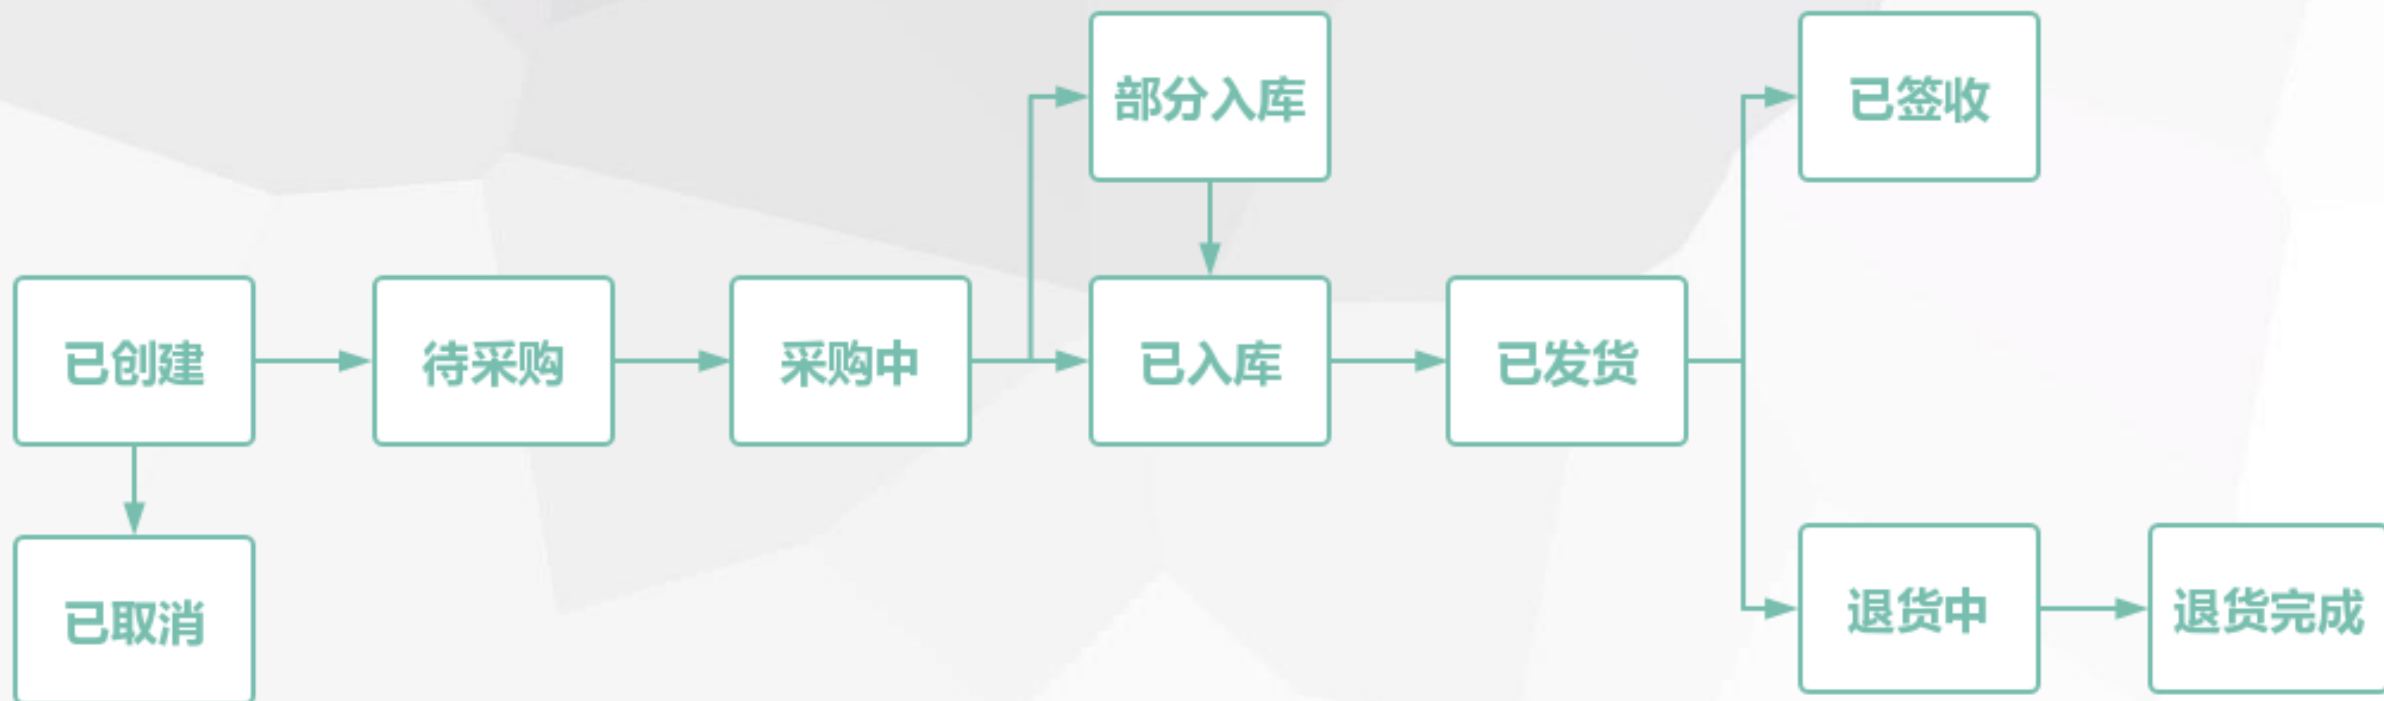 部分入库
已签收
已创建
待采购
采购中
已入库
已发货
已取消
退货中
退货完成